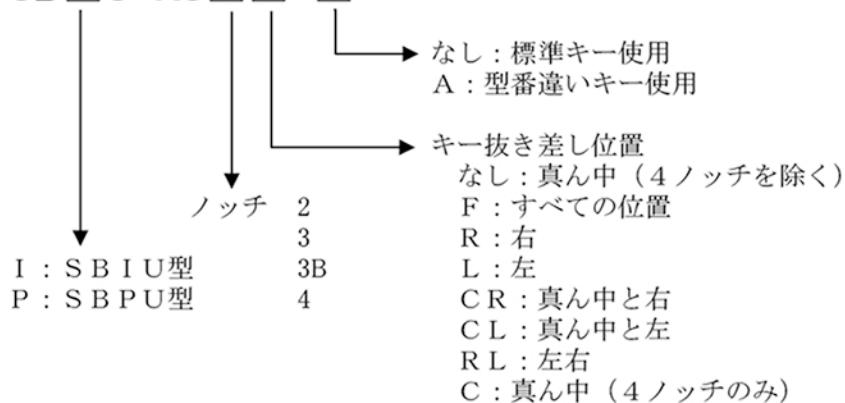 なし：標準キー使用
Ａ：型番違いキー使用
キー抜き差し位置
なし：真ん中（４ノッチを除く）
ノッチ 2
Ｆ：すべての位置
3
Ｒ：右
Ｉ：ＳＢＩＵ型
3B
Ｌ：左
Ｐ：ＳＢＰＵ型
4
ＣＲ：真ん中と右
ＣＬ：真ん中と左
ＲＬ：左右
Ｃ：真ん中（４ノッチのみ）